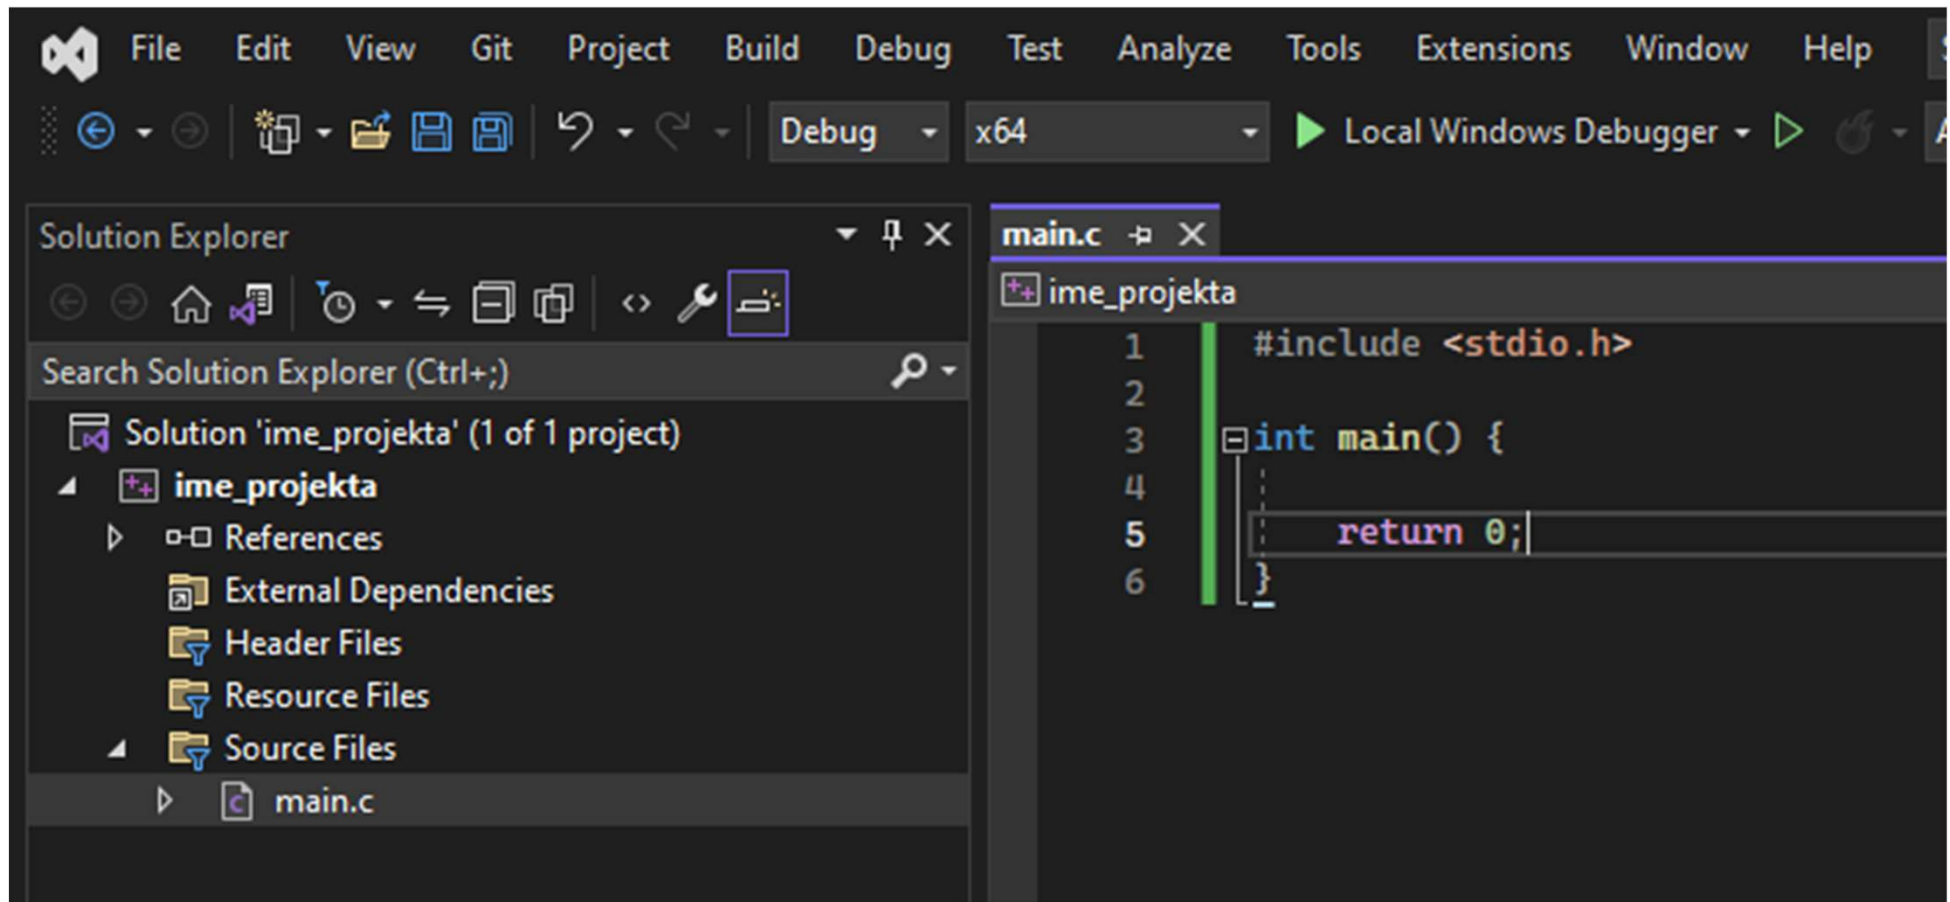 File Edit View Git Project Build Debug Test Analyze Tools Extensions Window Help
Debug x64 Local Windows Debugger
Solution Explorer
Search Solution Explorer (Ctrl+;)
Solution 'ime_projekta' (1 of 1 project)
ime_projekta
References
External Dependencies
Header Files
Resource Files
Source Files
main.c
main.c
ime_projekta
1 #include <stdio.h>
2
3 int main() {
4
5 return 0;
6 }